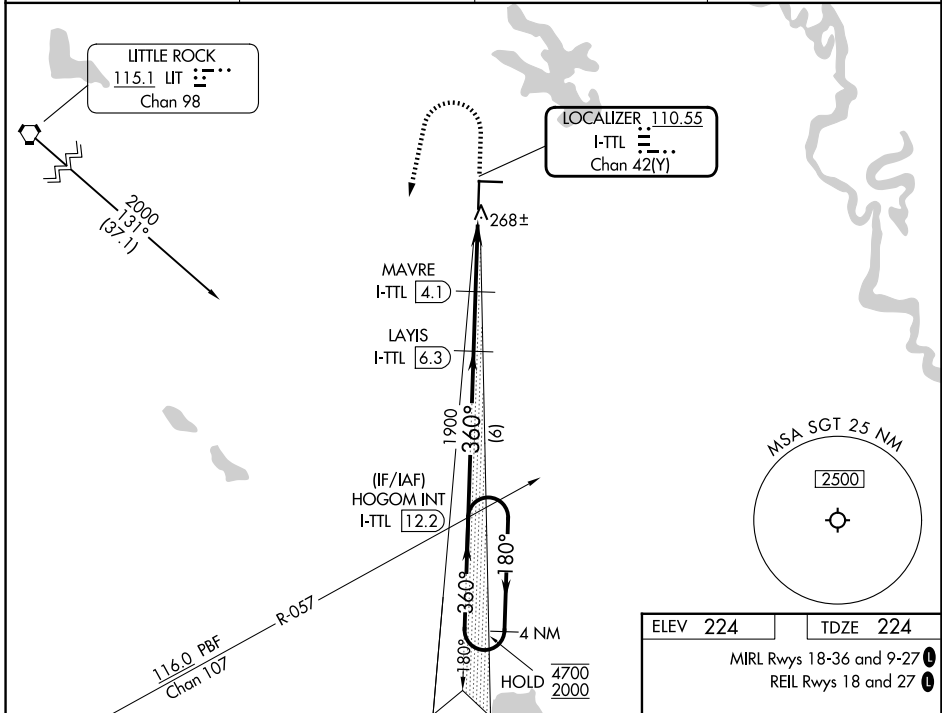 LITTLE ROCK
115.1 LIT
Chan 98
LOCALIZER 110.55
I-TTL
Chan 42(Y)
2000
131°
(37.1)
268±
MAVRE
I-TTL 4.1
LAYIS
I-TTL 6.3
1900
360°
(6)
MSA SGT 25 NM
2500
(IF/IAF)
HOGOM INT
I-TTL 12.2
180°
360°
R-057
116.0 PBF
Chan 107
180°
4 NM
HOLD 4700
2000
ELEV 224
TDZE 224
MIRL Rwys 18-36 and 9-27 L
REIL Rwys 18 and 27 L